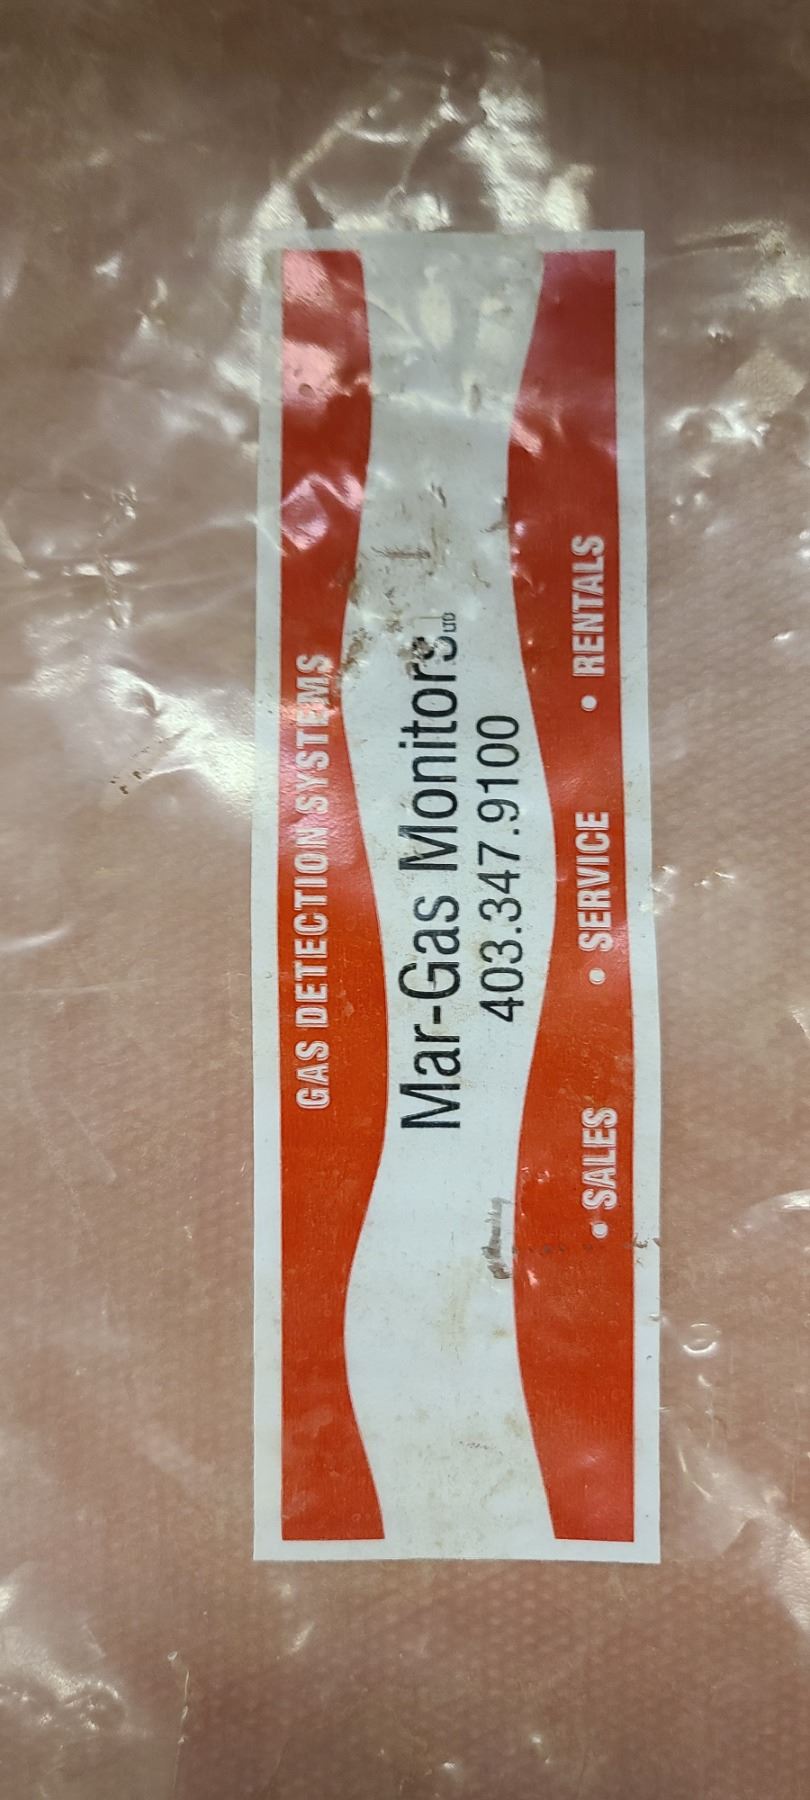 GAS DETECTION SYSTEMS
Mar-Gas Monitors LTD
403.347.9100
• SALES • SERVICE • RENTALS